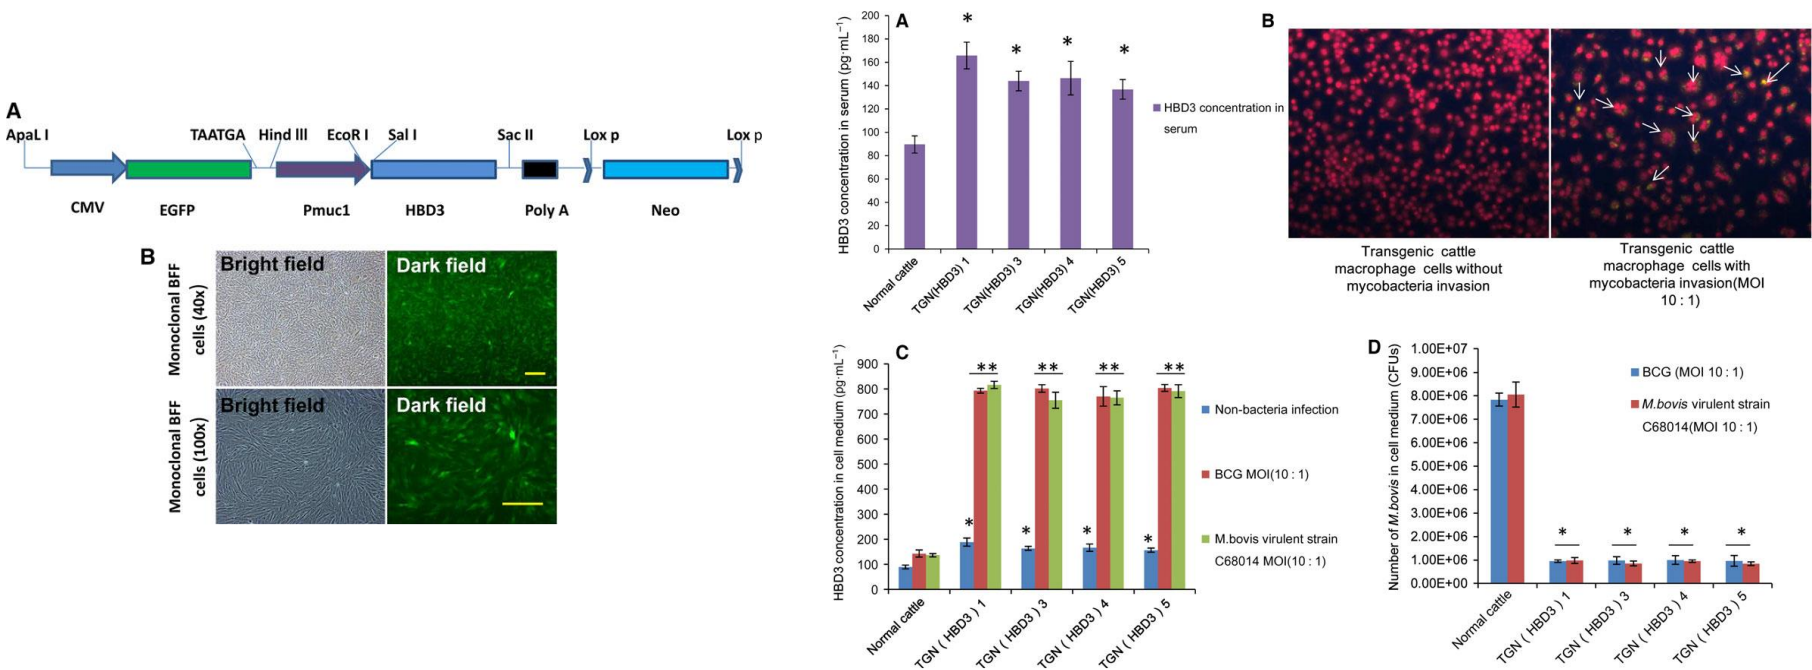 A
ApaL I
TAATGA
Hind III
EcoR I
Sal I
Sac II
Lox p
Lox p
CMV
EGFP
Pmuc1
HBD3
Poly A
Neo
B
Monoclonal BFF
cells (40x)
Bright field
Dark field
Monoclonal BFF
cells (100x)
Bright field
Dark field
A
HBD3 concentration in serum (pg·mL⁻¹)
200
180
160
140
120
100
80
60
40
20
0
*
*
*
*
Normal cattle
TGN(HBD3) 1
TGN(HBD3) 3
TGN(HBD3) 4
TGN(HBD3) 5
HBD3 concentration in
serum
B
Transgenic cattle
macrophage cells without
mycobacteria invasion
Transgenic cattle
macrophage cells with
mycobacteria invasion(MOI
10 : 1)
C
HBD3 concentration in cell medium (pg·mL⁻¹)
900
800
700
600
500
400
300
200
100
0
**
**
**
**
*
*
*
*
Normal cattle
TGN ( HBD3 ) 1
TGN ( HBD3 ) 3
TGN ( HBD3 ) 4
TGN ( HBD3 ) 5
Non-bacteria infection
BCG MOI(10 : 1)
M.bovis virulent strain
C68014 MOI(10 : 1)
D
Number of M.bovis in cell medium (CFUs)
1.00E+07
9.00E+06
8.00E+06
7.00E+06
6.00E+06
5.00E+06
4.00E+06
3.00E+06
2.00E+06
1.00E+06
0.00E+00
*
*
*
*
Normal cattle
TGN ( HBD3 ) 1
TGN ( HBD3 ) 3
TGN ( HBD3 ) 4
TGN ( HBD3 ) 5
BCG (MOI 10 : 1)
M.bovis virulent strain
C68014(MOI 10 : 1)